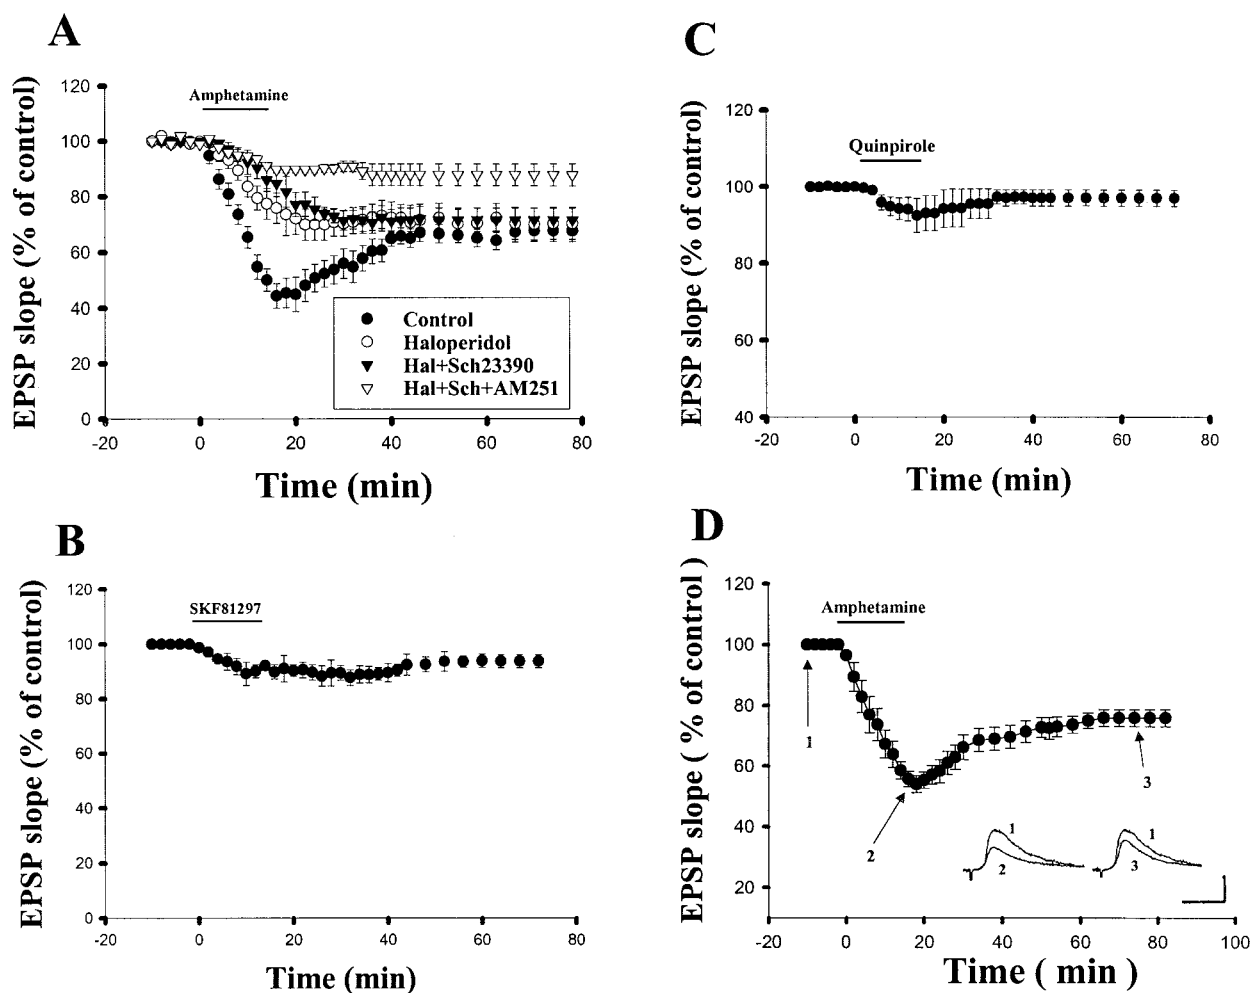 A
EPSP slope (% of control)
120
100
80
60
40
20
0
Amphetamine
Control
Haloperidol
Hal+Sch23390
Hal+Sch+AM251
-20 0 20 40 60 80
Time (min)
B
EPSP slope (% of control)
120
100
80
60
40
20
0
SKF81297
-20 0 20 40 60 80
Time (min)
C
EPSP slope (% of control)
120
100
80
60
40
Quinpirole
-20 0 20 40 60 80
Time (min)
D
EPSP slope ( % of control )
120
100
80
60
40
20
Amphetamine
1
2
3
1
2
1
3
-20 0 20 40 60 80 100
Time ( min )